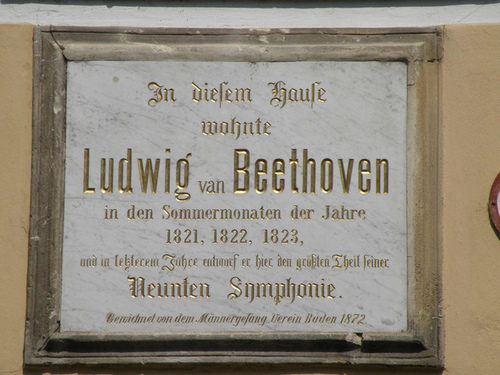 In diesem Hause
wohnte
Ludwig van Beethoven
in den Sommermonaten der Jahre
1821, 1822, 1823,
und in letzterem Jahre entwarf er hier den größten Theil seiner
Neunten Symphonie.
Gewidmet von dem Männergesang Verein Baden 1872